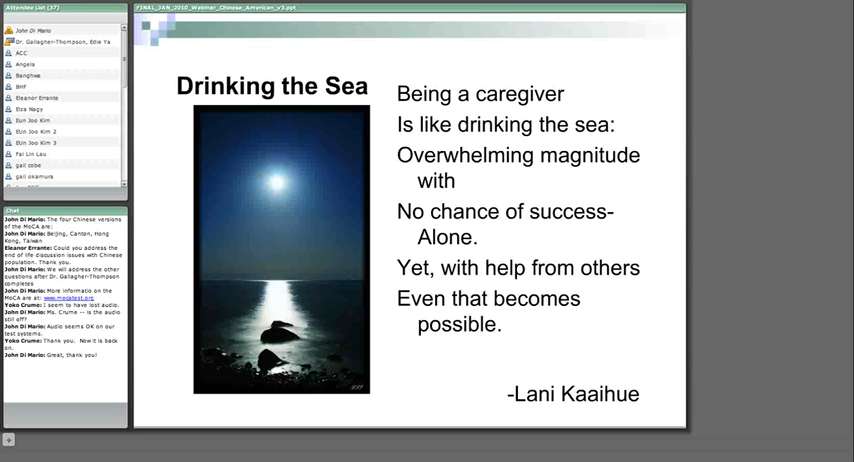 Attendee List (37)
John Di Mario
Dr. Gallagher-Thompson, Edie Ya
ACC
Angela
Banghwa
BHF
Eleanor Errante
Elza Nagy
Eun Joo Kim
EUn Joo Kim 2
EUn Joo Kim 3
Fai Lin Lau
gail cobe
gail okamura
Chat
John Di Mario: The four Chinese versions
of the MoCA are:
John Di Mario: Beijing, Canton, Hong
Kong, Taiwan
Eleanor Errante: Could you address the
end of life discussion issues with Chinese
population. Thank you.
John Di Mario: We will address the other
questions after Dr. Gallagher-Thompson
completes
John Di Mario: More informatio on the
MoCA are at: www.mocatest.org
Yoko Crume: I seem to have lost audio.
John Di Mario: Ms. Crume -- is the audio
still off?
John Di Mario: Audio seems OK on our
test systems.
Yoko Crume: Thank you. Now it is back
on.
John Di Mario: Great, thank you!
FINAL_JAN_2010_Webinar_Chinese_American_v3.ppt
Drinking the Sea
Being a caregiver
Is like drinking the sea:
Overwhelming magnitude
with
No chance of success-
Alone.
Yet, with help from others
Even that becomes
possible.
-Lani Kaaihue